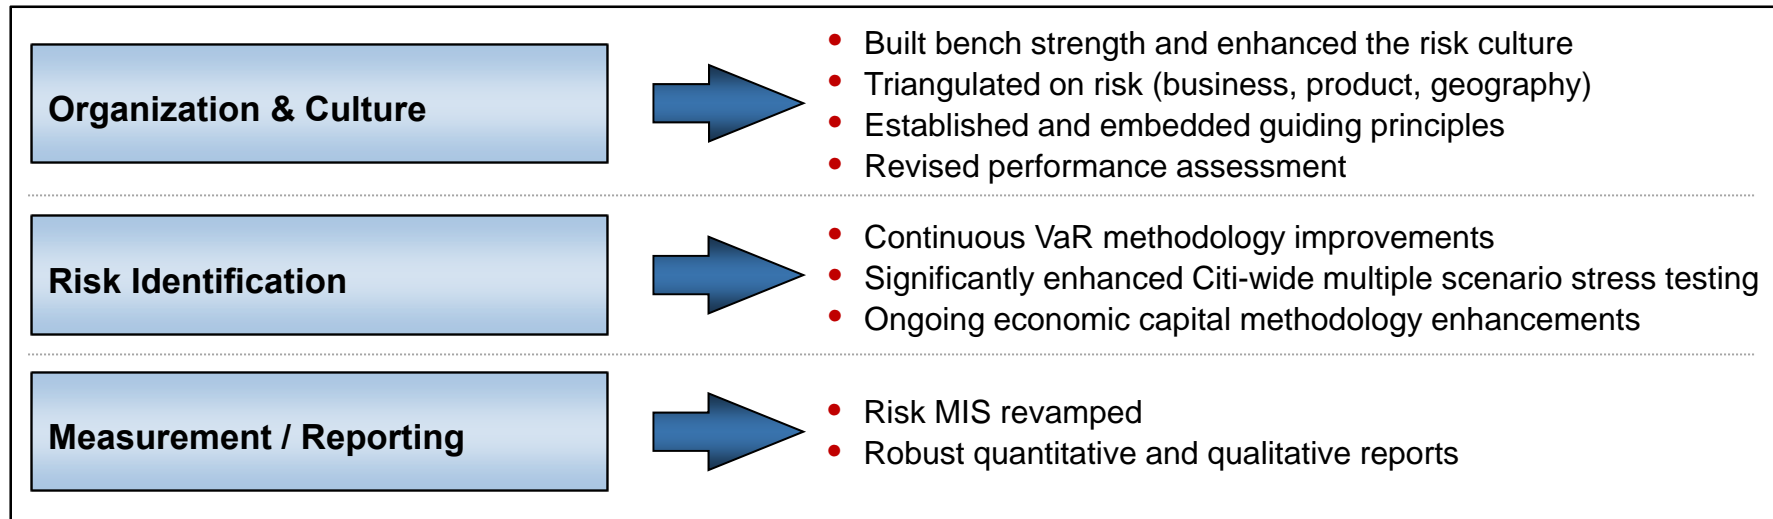 Organization & Culture
• Built bench strength and enhanced the risk culture
• Triangulated on risk (business, product, geography)
• Established and embedded guiding principles
• Revised performance assessment
Risk Identification
• Continuous VaR methodology improvements
• Significantly enhanced Citi-wide multiple scenario stress testing
• Ongoing economic capital methodology enhancements
Measurement / Reporting
• Risk MIS revamped
• Robust quantitative and qualitative reports